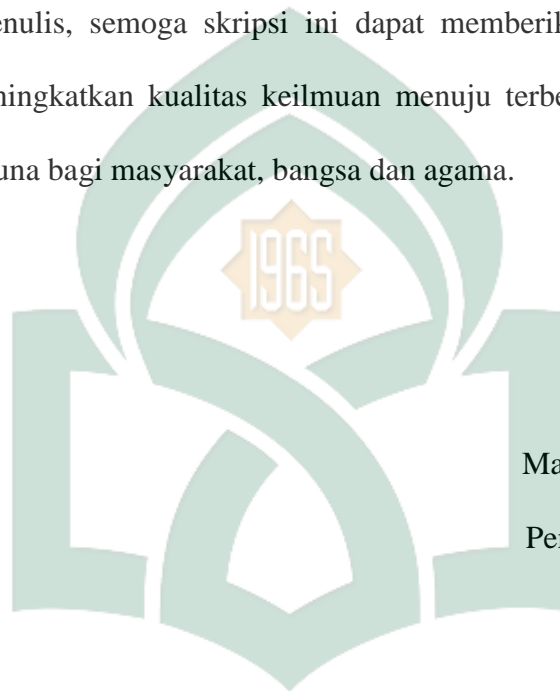 enulis, semoga skripsi ini dapat memberik
ningkatkan kualitas keilmuan menuju terbe
una bagi masyarakat, bangsa dan agama.
1965
Ma
Pe